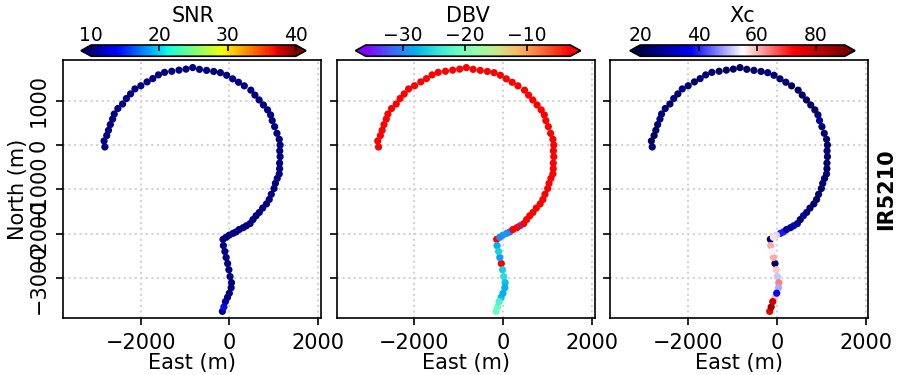 SNR DBV Xc
10 20 30 40 −30 −20 −10 20 40 60 80
North (m)
1000
0
−1000
−2000
−3000
−2000 0 2000 −2000 0 2000 −2000 0 2000
East (m) East (m) East (m)
IR5210